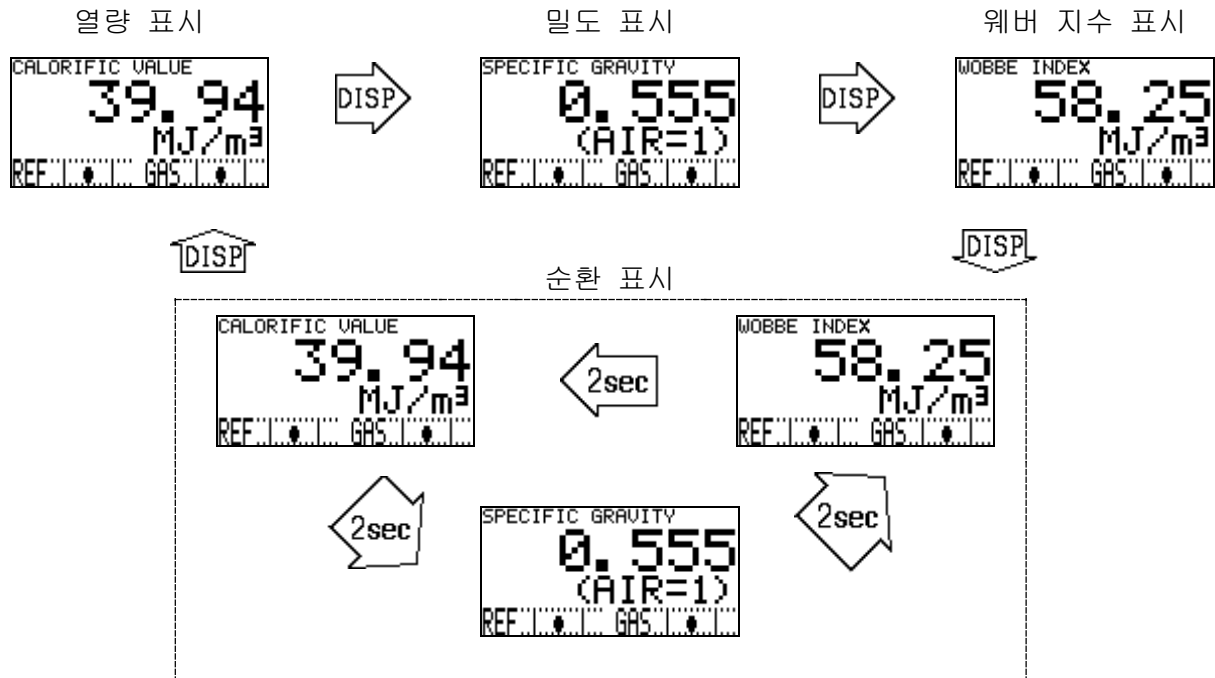 열량 표시
밀도 표시
웨버 지수 표시
CALORIFIC VALUE
39.94
MJ/m³
REF GAS
DISP
SPECIFIC GRAVITY
0.555
(AIR=1)
REF GAS
DISP
WOBBE INDEX
58.25
MJ/m³
REF GAS
DISP
DISP
순환 표시
CALORIFIC VALUE
39.94
MJ/m³
REF GAS
2sec
WOBBE INDEX
58.25
MJ/m³
REF GAS
2sec
SPECIFIC GRAVITY
0.555
(AIR=1)
REF GAS
2sec